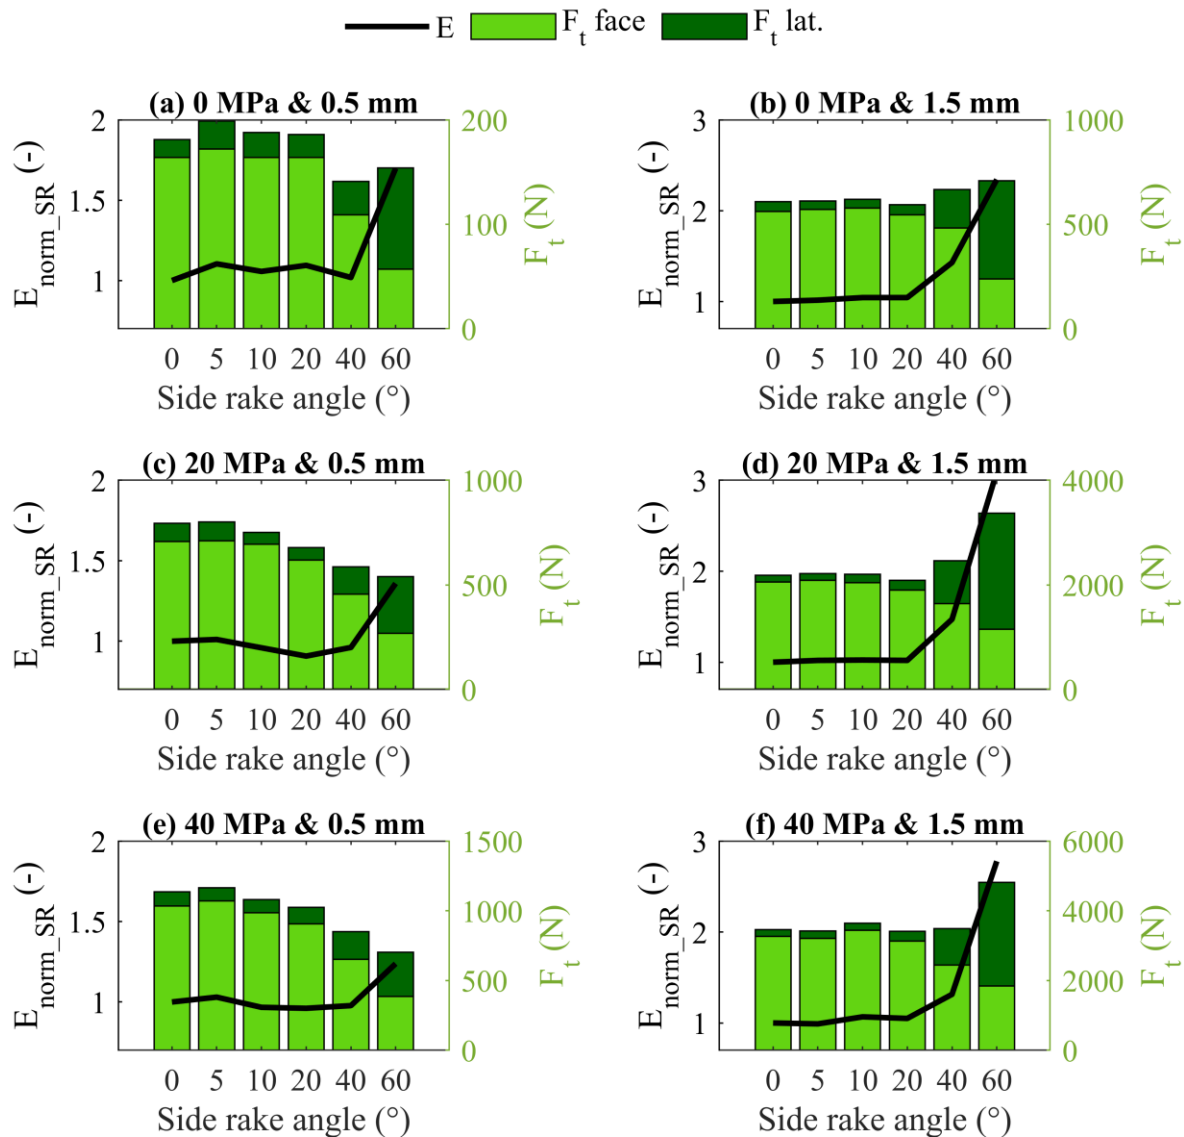 E F_t face F_t lat.
(a) 0 MPa & 0.5 mm
2
1.5
1
E_norm_SR (-)
200
100
0
F_t (N)
0 5 10 20 40 60
Side rake angle (°)
(b) 0 MPa & 1.5 mm
3
2
1
E_norm_SR (-)
1000
500
0
F_t (N)
0 5 10 20 40 60
Side rake angle (°)
(c) 20 MPa & 0.5 mm
2
1.5
1
E_norm_SR (-)
1000
500
0
F_t (N)
0 5 10 20 40 60
Side rake angle (°)
(d) 20 MPa & 1.5 mm
3
2
1
E_norm_SR (-)
4000
2000
0
F_t (N)
0 5 10 20 40 60
Side rake angle (°)
(e) 40 MPa & 0.5 mm
2
1.5
1
E_norm_SR (-)
1500
1000
500
0
F_t (N)
0 5 10 20 40 60
Side rake angle (°)
(f) 40 MPa & 1.5 mm
3
2
1
E_norm_SR (-)
6000
4000
2000
0
F_t (N)
0 5 10 20 40 60
Side rake angle (°)